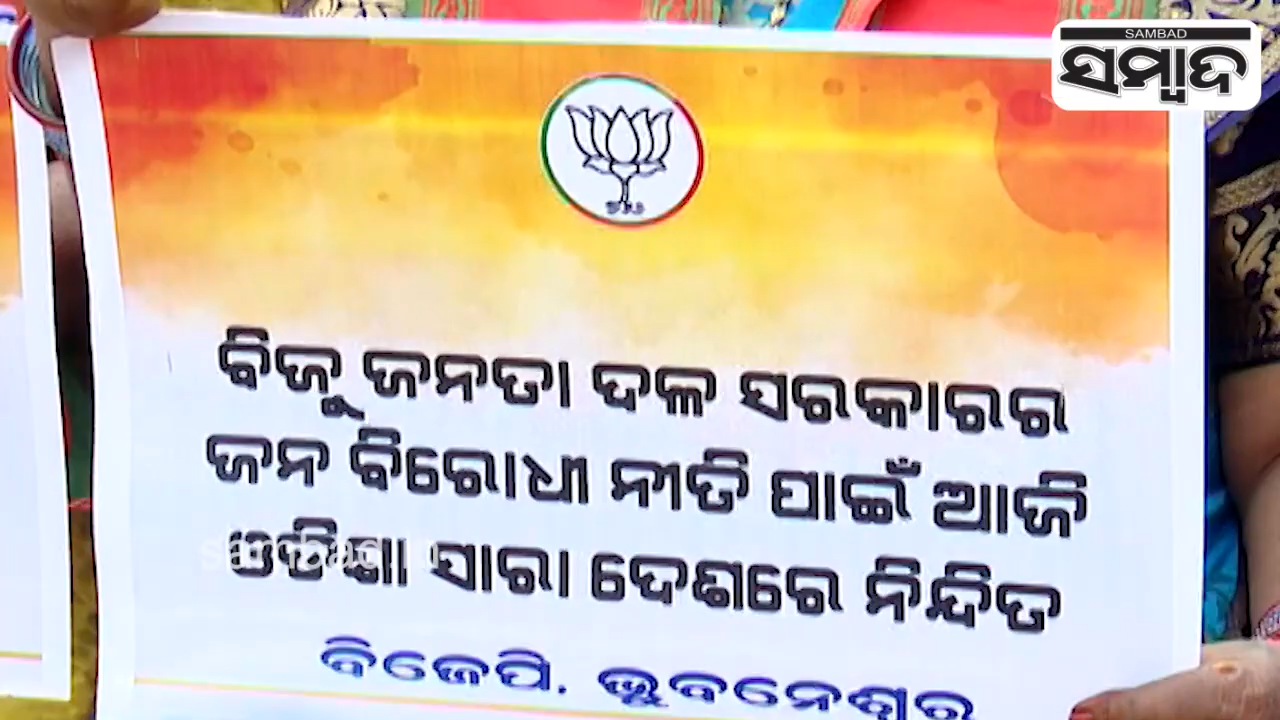 SAMBAD
ସମ୍ବାଦ
ବିଜୁ ଜନତା ଦଳ ସରକାରର
ଜନ ବିରୋଧୀ ନୀତି ପାଇଁ ଆଜି
ଓଡିଶା ସାରା ଦେଶରେ ନିନ୍ଦିତ
ବିଜେପି. ଭୁବନେଶ୍ୱର